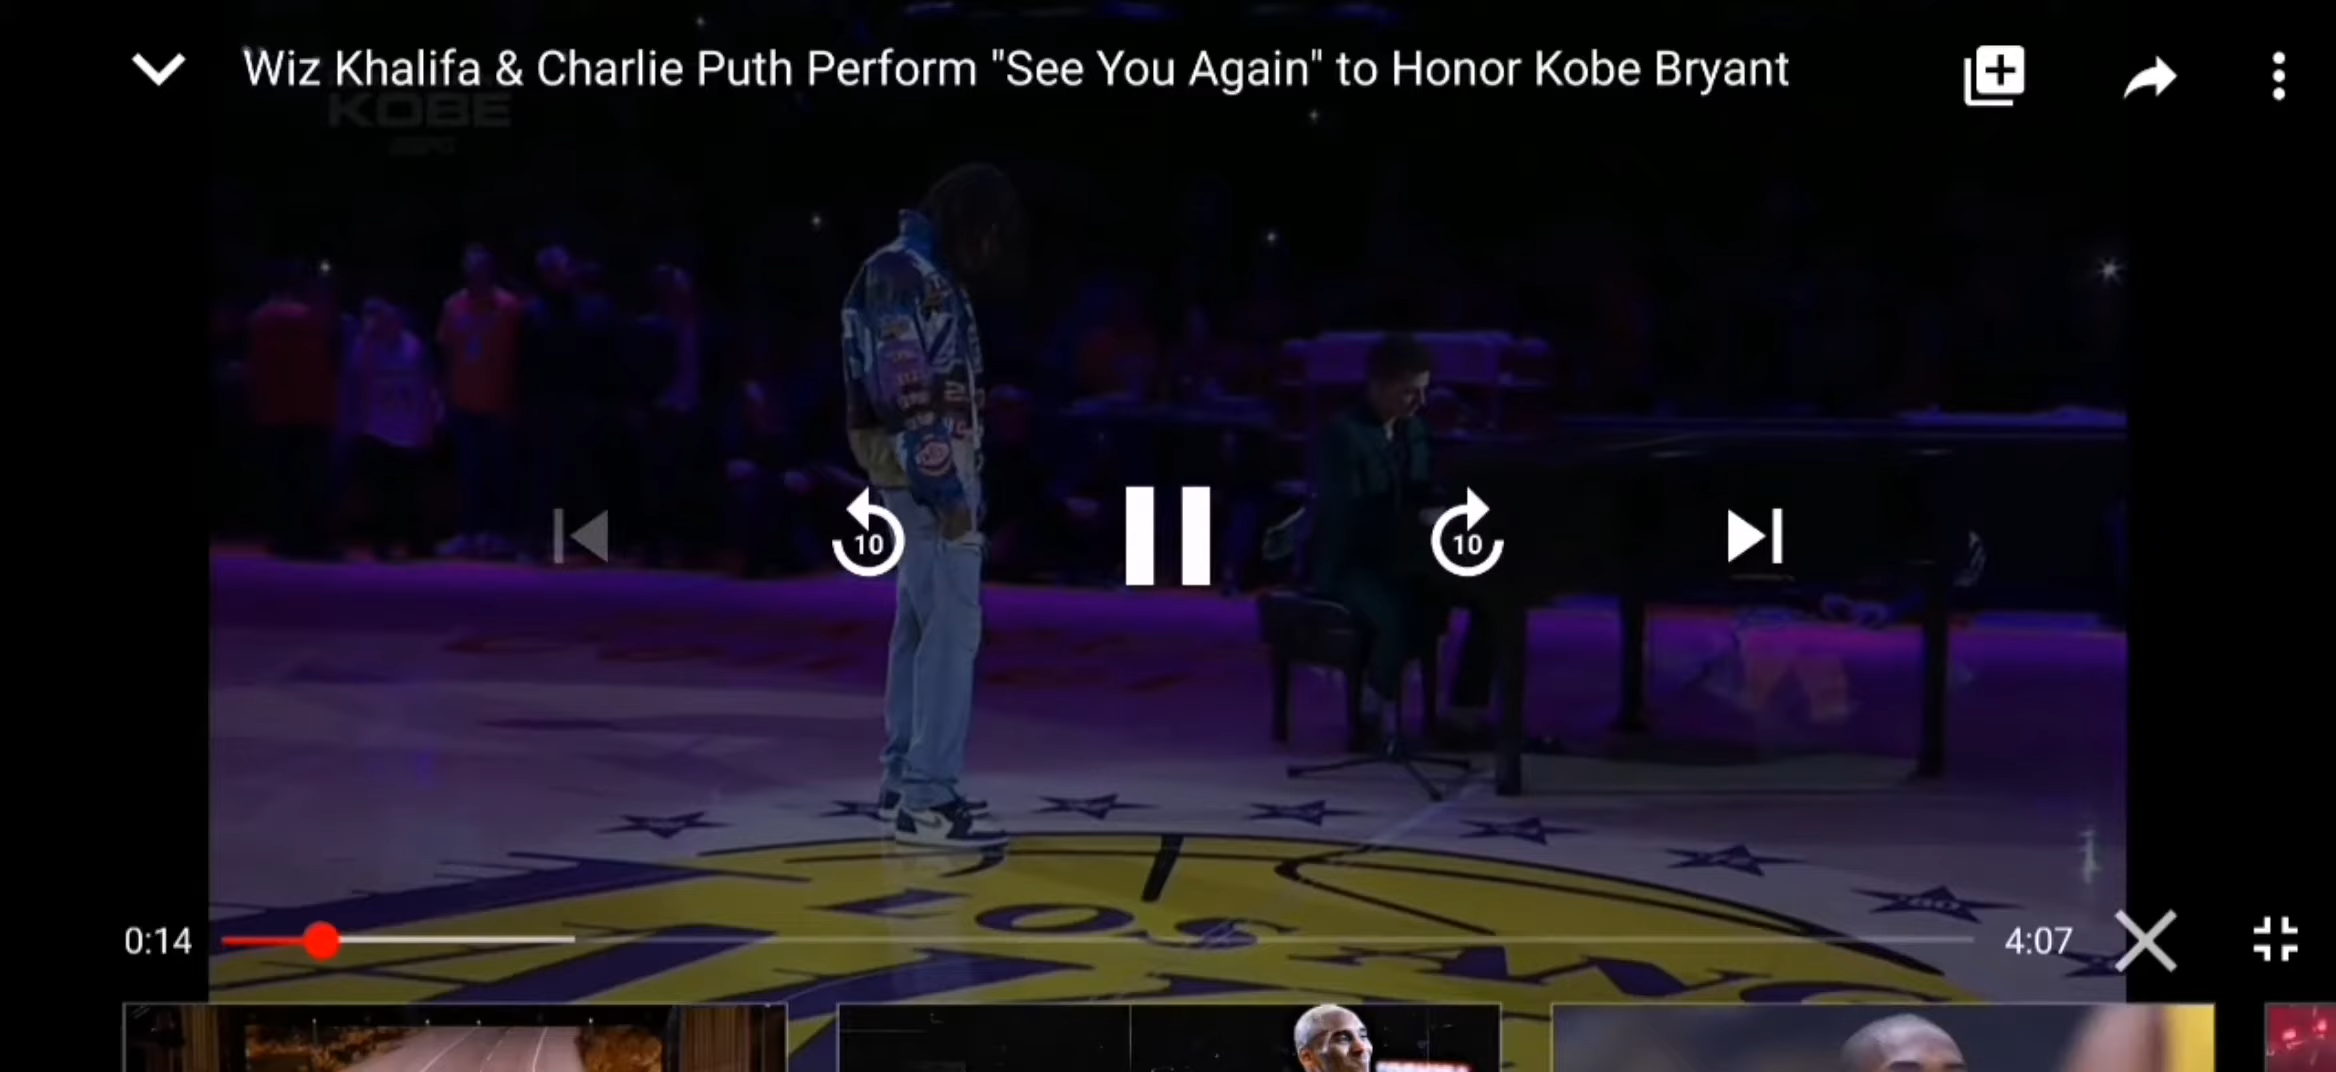 Wiz Khalifa & Charlie Puth Perform "See You Again" to Honor Kobe Bryant
KOBE
10
10
0:14
4:07
LOS ANG